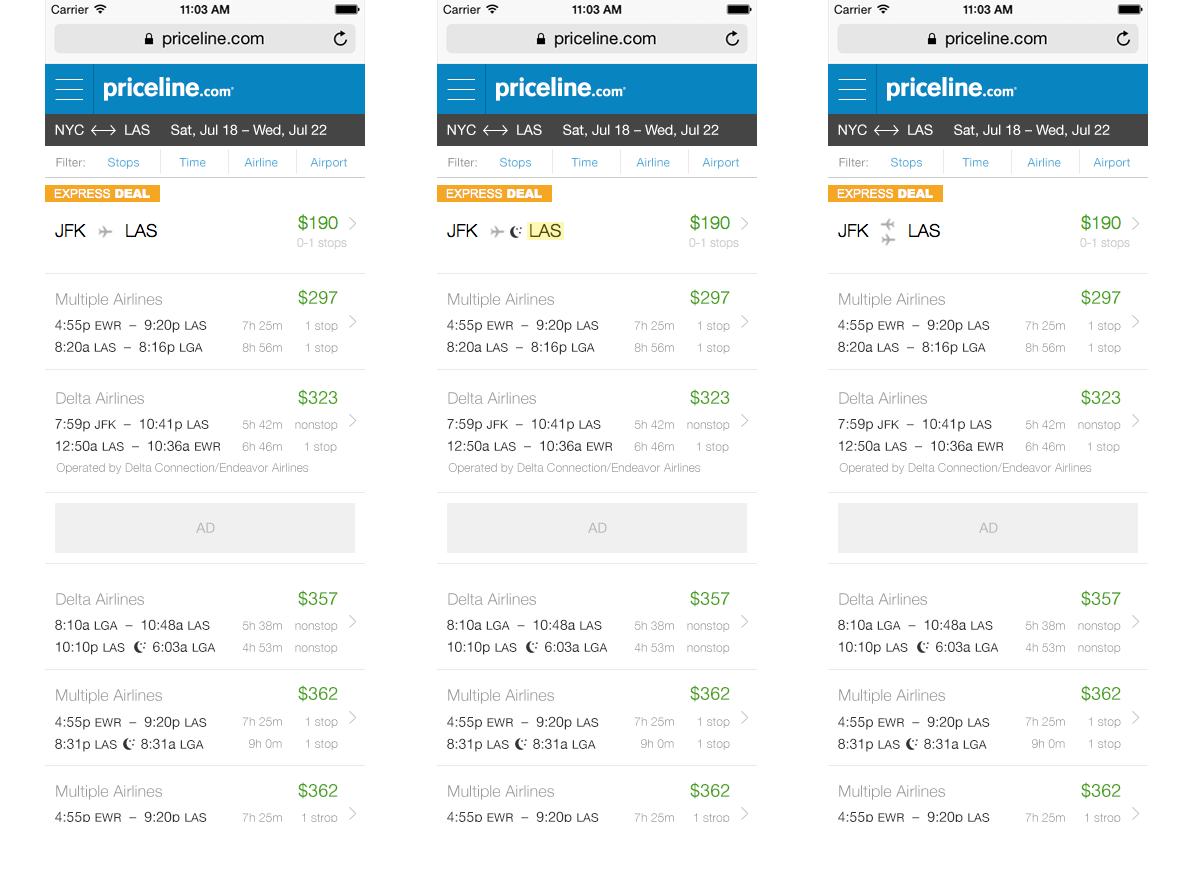 Carrier 11:03 AM
priceline.com
priceline.com®
NYC LAS Sat, Jul 18 – Wed, Jul 22
Filter: Stops Time Airline Airport
EXPRESS DEAL
JFK LAS $190
0-1 stops
Multiple Airlines $297
4:55p EWR – 9:20p LAS 7h 25m 1 stop
8:20a LAS – 8:16p LGA 8h 56m 1 stop
Delta Airlines $323
7:59p JFK – 10:41p LAS 5h 42m nonstop
12:50a LAS – 10:36a EWR 6h 46m 1 stop
Operated by Delta Connection/Endeavor Airlines
AD
Delta Airlines $357
8:10a LGA – 10:48a LAS 5h 38m nonstop
10:10p LAS 6:03a LGA 4h 53m nonstop
Multiple Airlines $362
4:55p EWR – 9:20p LAS 7h 25m 1 stop
8:31p LAS 8:31a LGA 9h 0m 1 stop
Multiple Airlines $362
4:55p EWR – 9:20p LAS 7h 25m 1 strop
Carrier 11:03 AM
priceline.com
priceline.com®
NYC LAS Sat, Jul 18 – Wed, Jul 22
Filter: Stops Time Airline Airport
EXPRESS DEAL
JFK LAS $190
0-1 stops
Multiple Airlines $297
4:55p EWR – 9:20p LAS 7h 25m 1 stop
8:20a LAS – 8:16p LGA 8h 56m 1 stop
Delta Airlines $323
7:59p JFK – 10:41p LAS 5h 42m nonstop
12:50a LAS – 10:36a EWR 6h 46m 1 stop
Operated by Delta Connection/Endeavor Airlines
AD
Delta Airlines $357
8:10a LGA – 10:48a LAS 5h 38m nonstop
10:10p LAS 6:03a LGA 4h 53m nonstop
Multiple Airlines $362
4:55p EWR – 9:20p LAS 7h 25m 1 stop
8:31p LAS 8:31a LGA 9h 0m 1 stop
Multiple Airlines $362
4:55p EWR – 9:20p LAS 7h 25m 1 strop
Carrier 11:03 AM
priceline.com
priceline.com®
NYC LAS Sat, Jul 18 – Wed, Jul 22
Filter: Stops Time Airline Airport
EXPRESS DEAL
JFK LAS $190
0-1 stops
Multiple Airlines $297
4:55p EWR – 9:20p LAS 7h 25m 1 stop
8:20a LAS – 8:16p LGA 8h 56m 1 stop
Delta Airlines $323
7:59p JFK – 10:41p LAS 5h 42m nonstop
12:50a LAS – 10:36a EWR 6h 46m 1 stop
Operated by Delta Connection/Endeavor Airlines
AD
Delta Airlines $357
8:10a LGA – 10:48a LAS 5h 38m nonstop
10:10p LAS 6:03a LGA 4h 53m nonstop
Multiple Airlines $362
4:55p EWR – 9:20p LAS 7h 25m 1 stop
8:31p LAS 8:31a LGA 9h 0m 1 stop
Multiple Airlines $362
4:55p EWR – 9:20p LAS 7h 25m 1 strop